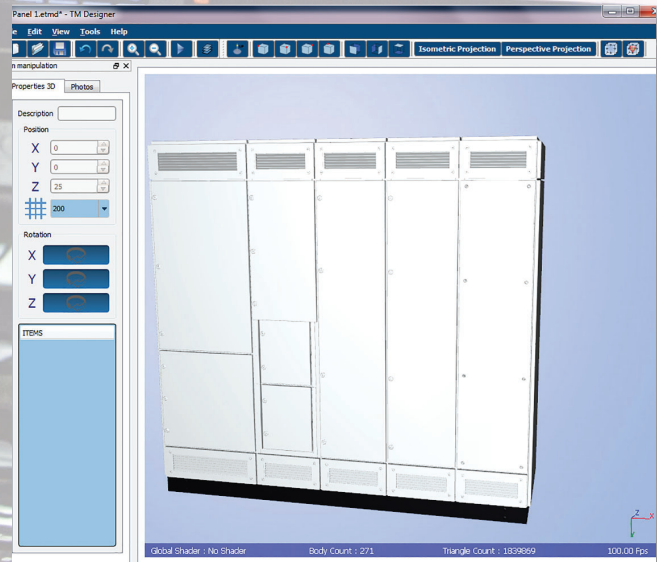 Panel 1.etmd* - TM Designer
Edit View Tools Help
Isometric Projection Perspective Projection
manipulation
Properties 3D Photos
Description
Position
X 0
Y 0
Z 25
200
Rotation
X
Y
Z
ITEMS
Z
X
Y
Global Shader : No Shader Body Count : 271 Triangle Count : 1839869 100.00 Fps